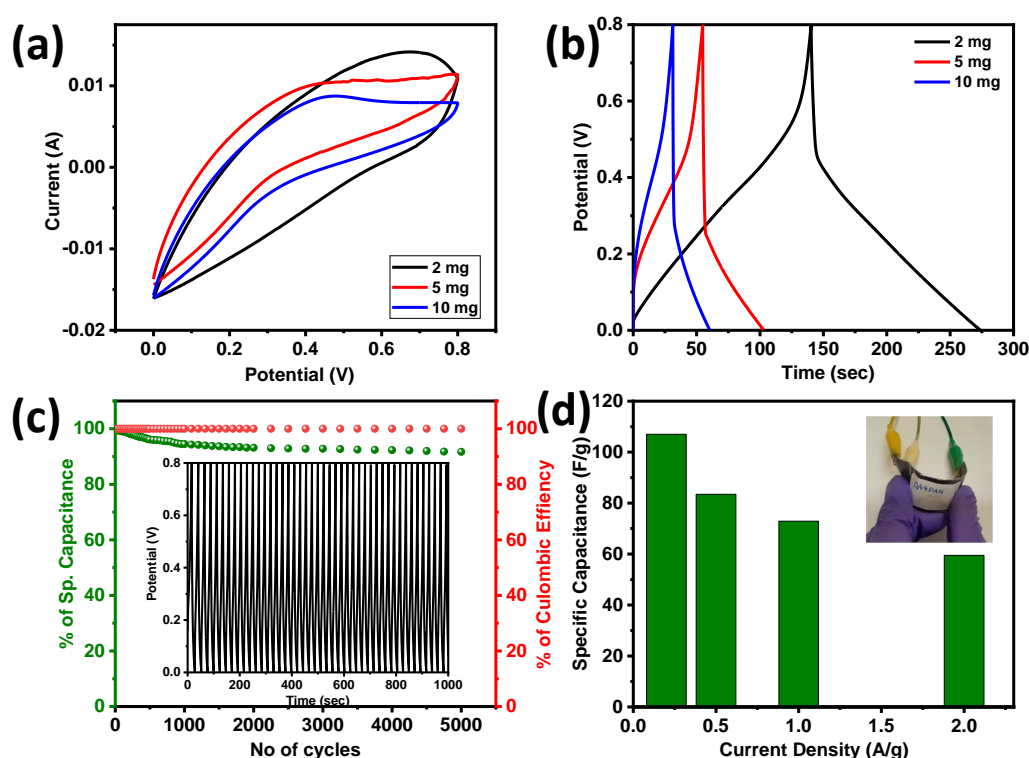 (a)
0.01
0.00
-0.01
-0.02
Current (A)
0.0 0.2 0.4 0.6 0.8
Potential (V)
2 mg
5 mg
10 mg
(b)
0.8
0.6
0.4
0.2
0.0
Potential (V)
0 50 100 150 200 250 300
Time (sec)
2 mg
5 mg
10 mg
(c)
100
80
60
40
20
0
% of Sp. Capacitance
0 1000 2000 3000 4000 5000
No of cycles
100
80
60
40
20
0
% of Culombic Effiency
0.8
0.6
0.4
0.2
0.0
Potential (V)
0 200 400 600 800 1000
Time (sec)
(d)
120
100
80
60
40
20
0
Specific Capacitance (F/g)
0.0 0.5 1.0 1.5 2.0
Current Density (A/g)